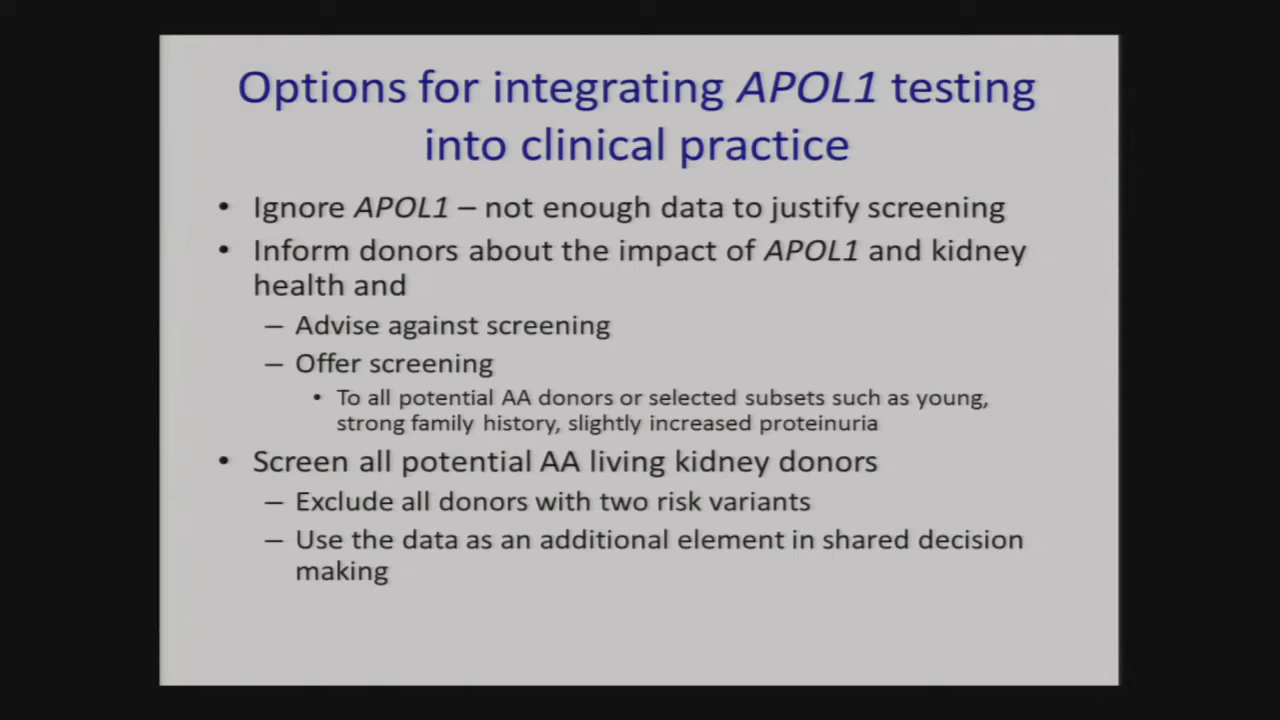 Options for integrating APOL1 testing
into clinical practice
• Ignore APOL1 – not enough data to justify screening
• Inform donors about the impact of APOL1 and kidney
health and
– Advise against screening
– Offer screening
• To all potential AA donors or selected subsets such as young,
strong family history, slightly increased proteinuria
• Screen all potential AA living kidney donors
– Exclude all donors with two risk variants
– Use the data as an additional element in shared decision
making